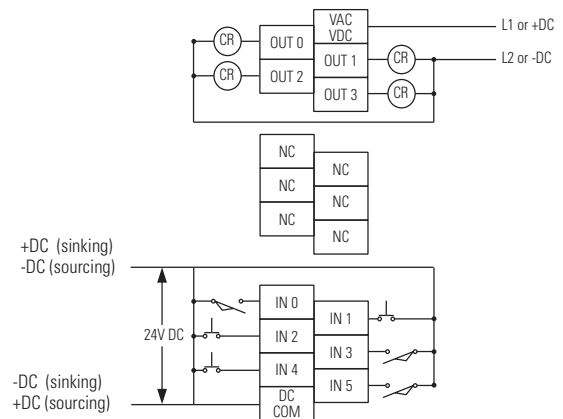 VAC
VDC
L1 or +DC
CR
OUT 0
OUT 1
CR
L2 or -DC
CR
OUT 2
OUT 3
CR
NC
NC
NC
NC
NC
NC
+DC (sinking)
-DC (sourcing)
24V DC
IN 0
IN 1
IN 2
IN 3
IN 4
IN 5
-DC (sinking)
+DC (sourcing)
DC
COM